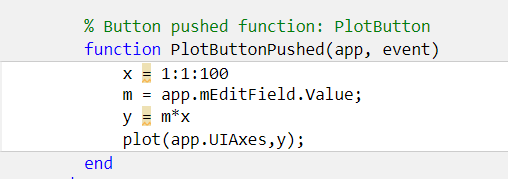 % Button pushed function: PlotButton
function PlotButtonPushed(app, event)
x = 1:1:100
m = app.mEditField.Value;
y = m*x
plot(app.UIAxes,y);
end